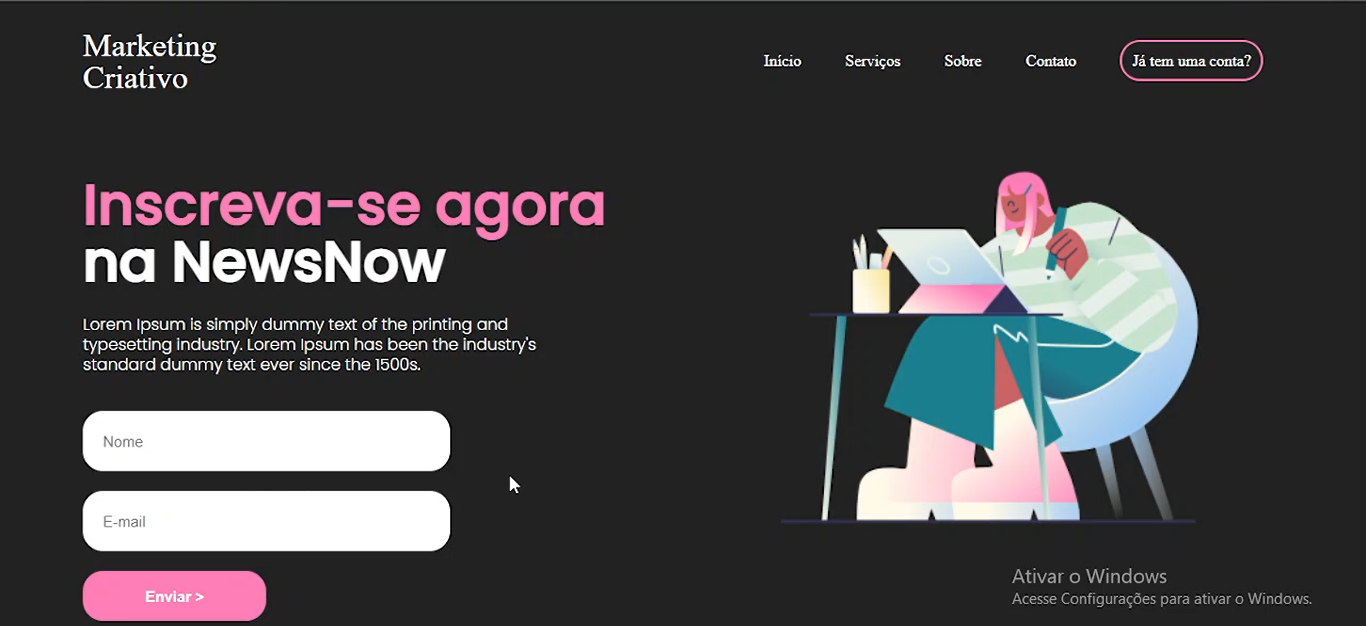 Marketing
Criativo
Início
Serviços
Sobre
Contato
Já tem uma conta?
Inscreva-se agora
na NewsNow
Lorem Ipsum is simply dummy text of the printing and
typesetting industry. Lorem Ipsum has been the industry's
standard dummy text ever since the 1500s.
Nome
E-mail
Enviar >
Ativar o Windows
Acesse Configurações para ativar o Windows.